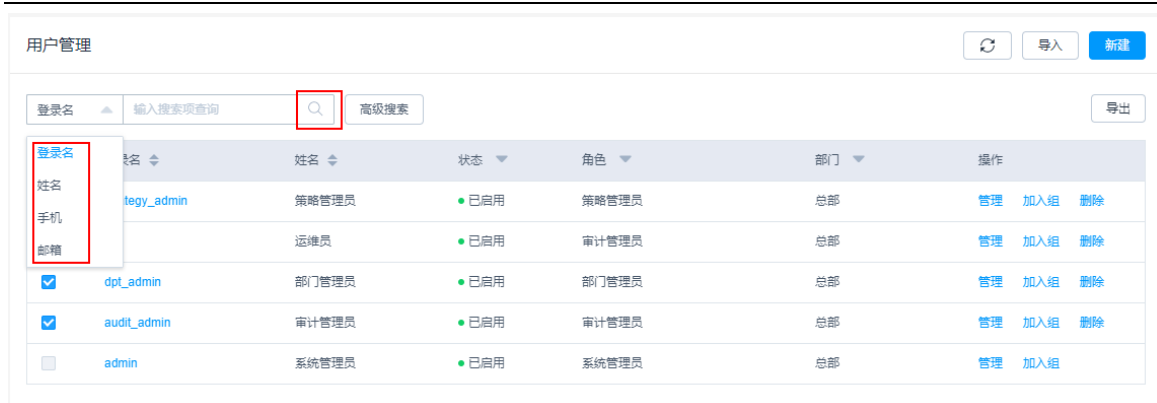 用户管理 导入 新建
登录名 输入搜索项查询 高级搜索 导出
登录名
姓名
手机
邮箱
录名 姓名 状态 角色 部门 操作
tegy_admin 策略管理员 已启用 策略管理员 总部 管理 加入组 删除
运维员 已启用 审计管理员 总部 管理 加入组 删除
dpt_admin 部门管理员 已启用 部门管理员 总部 管理 加入组 删除
audit_admin 审计管理员 已启用 审计管理员 总部 管理 加入组 删除
admin 系统管理员 已启用 系统管理员 总部 管理 加入组